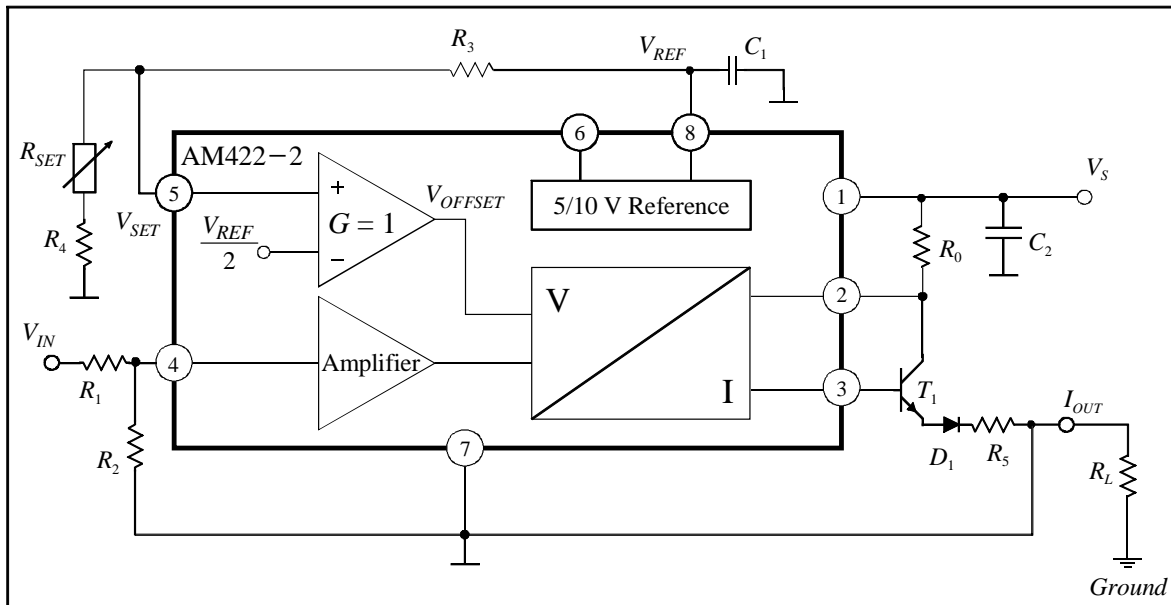 R3
VREF
C1
6
8
RSET
AM422−2
1
VS
5
+
VOFFSET
5/10 V Reference
VSET
VREF/2
G = 1
−
R4
R0
C2
V
2
VIN
Amplifier
4
3
T1
R1
I
IOUT
D1
R5
R2
7
RL
Ground